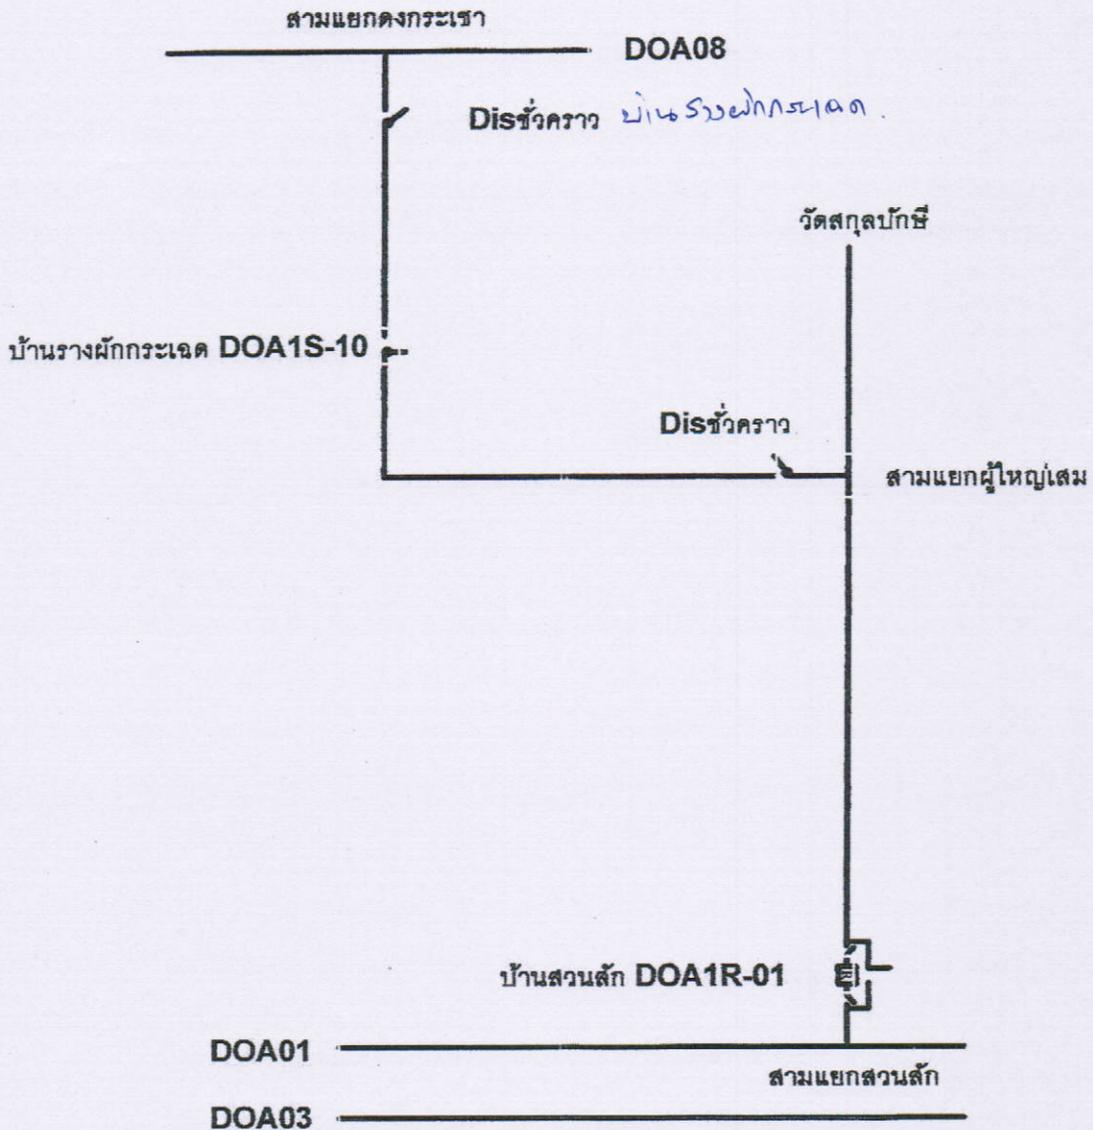 สามแยกดงกระเชา
DOA08
Disชั่วคราว บ้านรางผักกระเฉด.
วัดสกุลปักษี
บ้านรางผักกระเฉด DOA1S-10
Disชั่วคราว
สามแยกผู้ใหญ่เสม
บ้านสวนสัก DOA1R-01
DOA01
สามแยกสวนสัก
DOA03